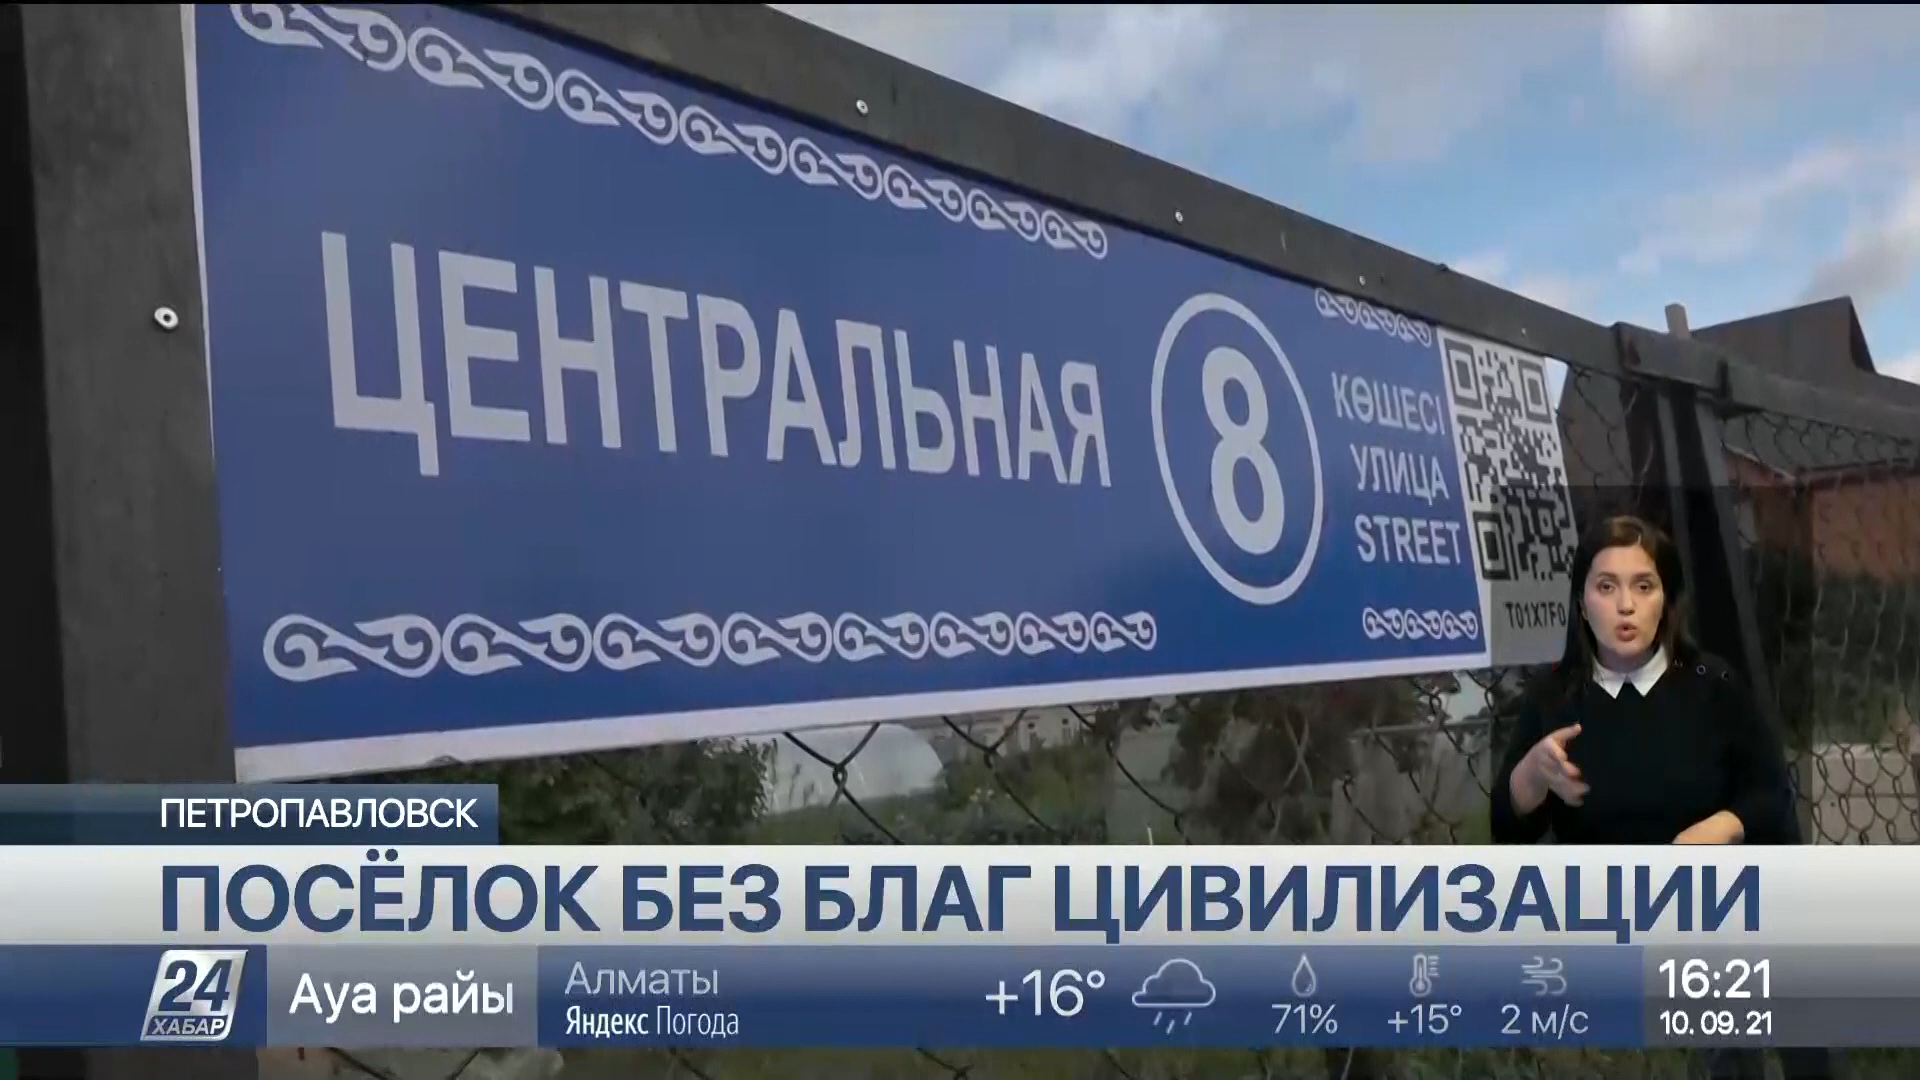 ЦЕНТРАЛЬНАЯ
8
КӨШЕСІ
УЛИЦА
STREET
T01X7F0
ПЕТРОПАВЛОВСК
ПОСЁЛОК БЕЗ БЛАГ ЦИВИЛИЗАЦИИ
24
ХАБАР
Ауа райы
Алматы
Яндекс Погода
+16°
71%
+15°
2 м/с
16:21
10. 09. 21